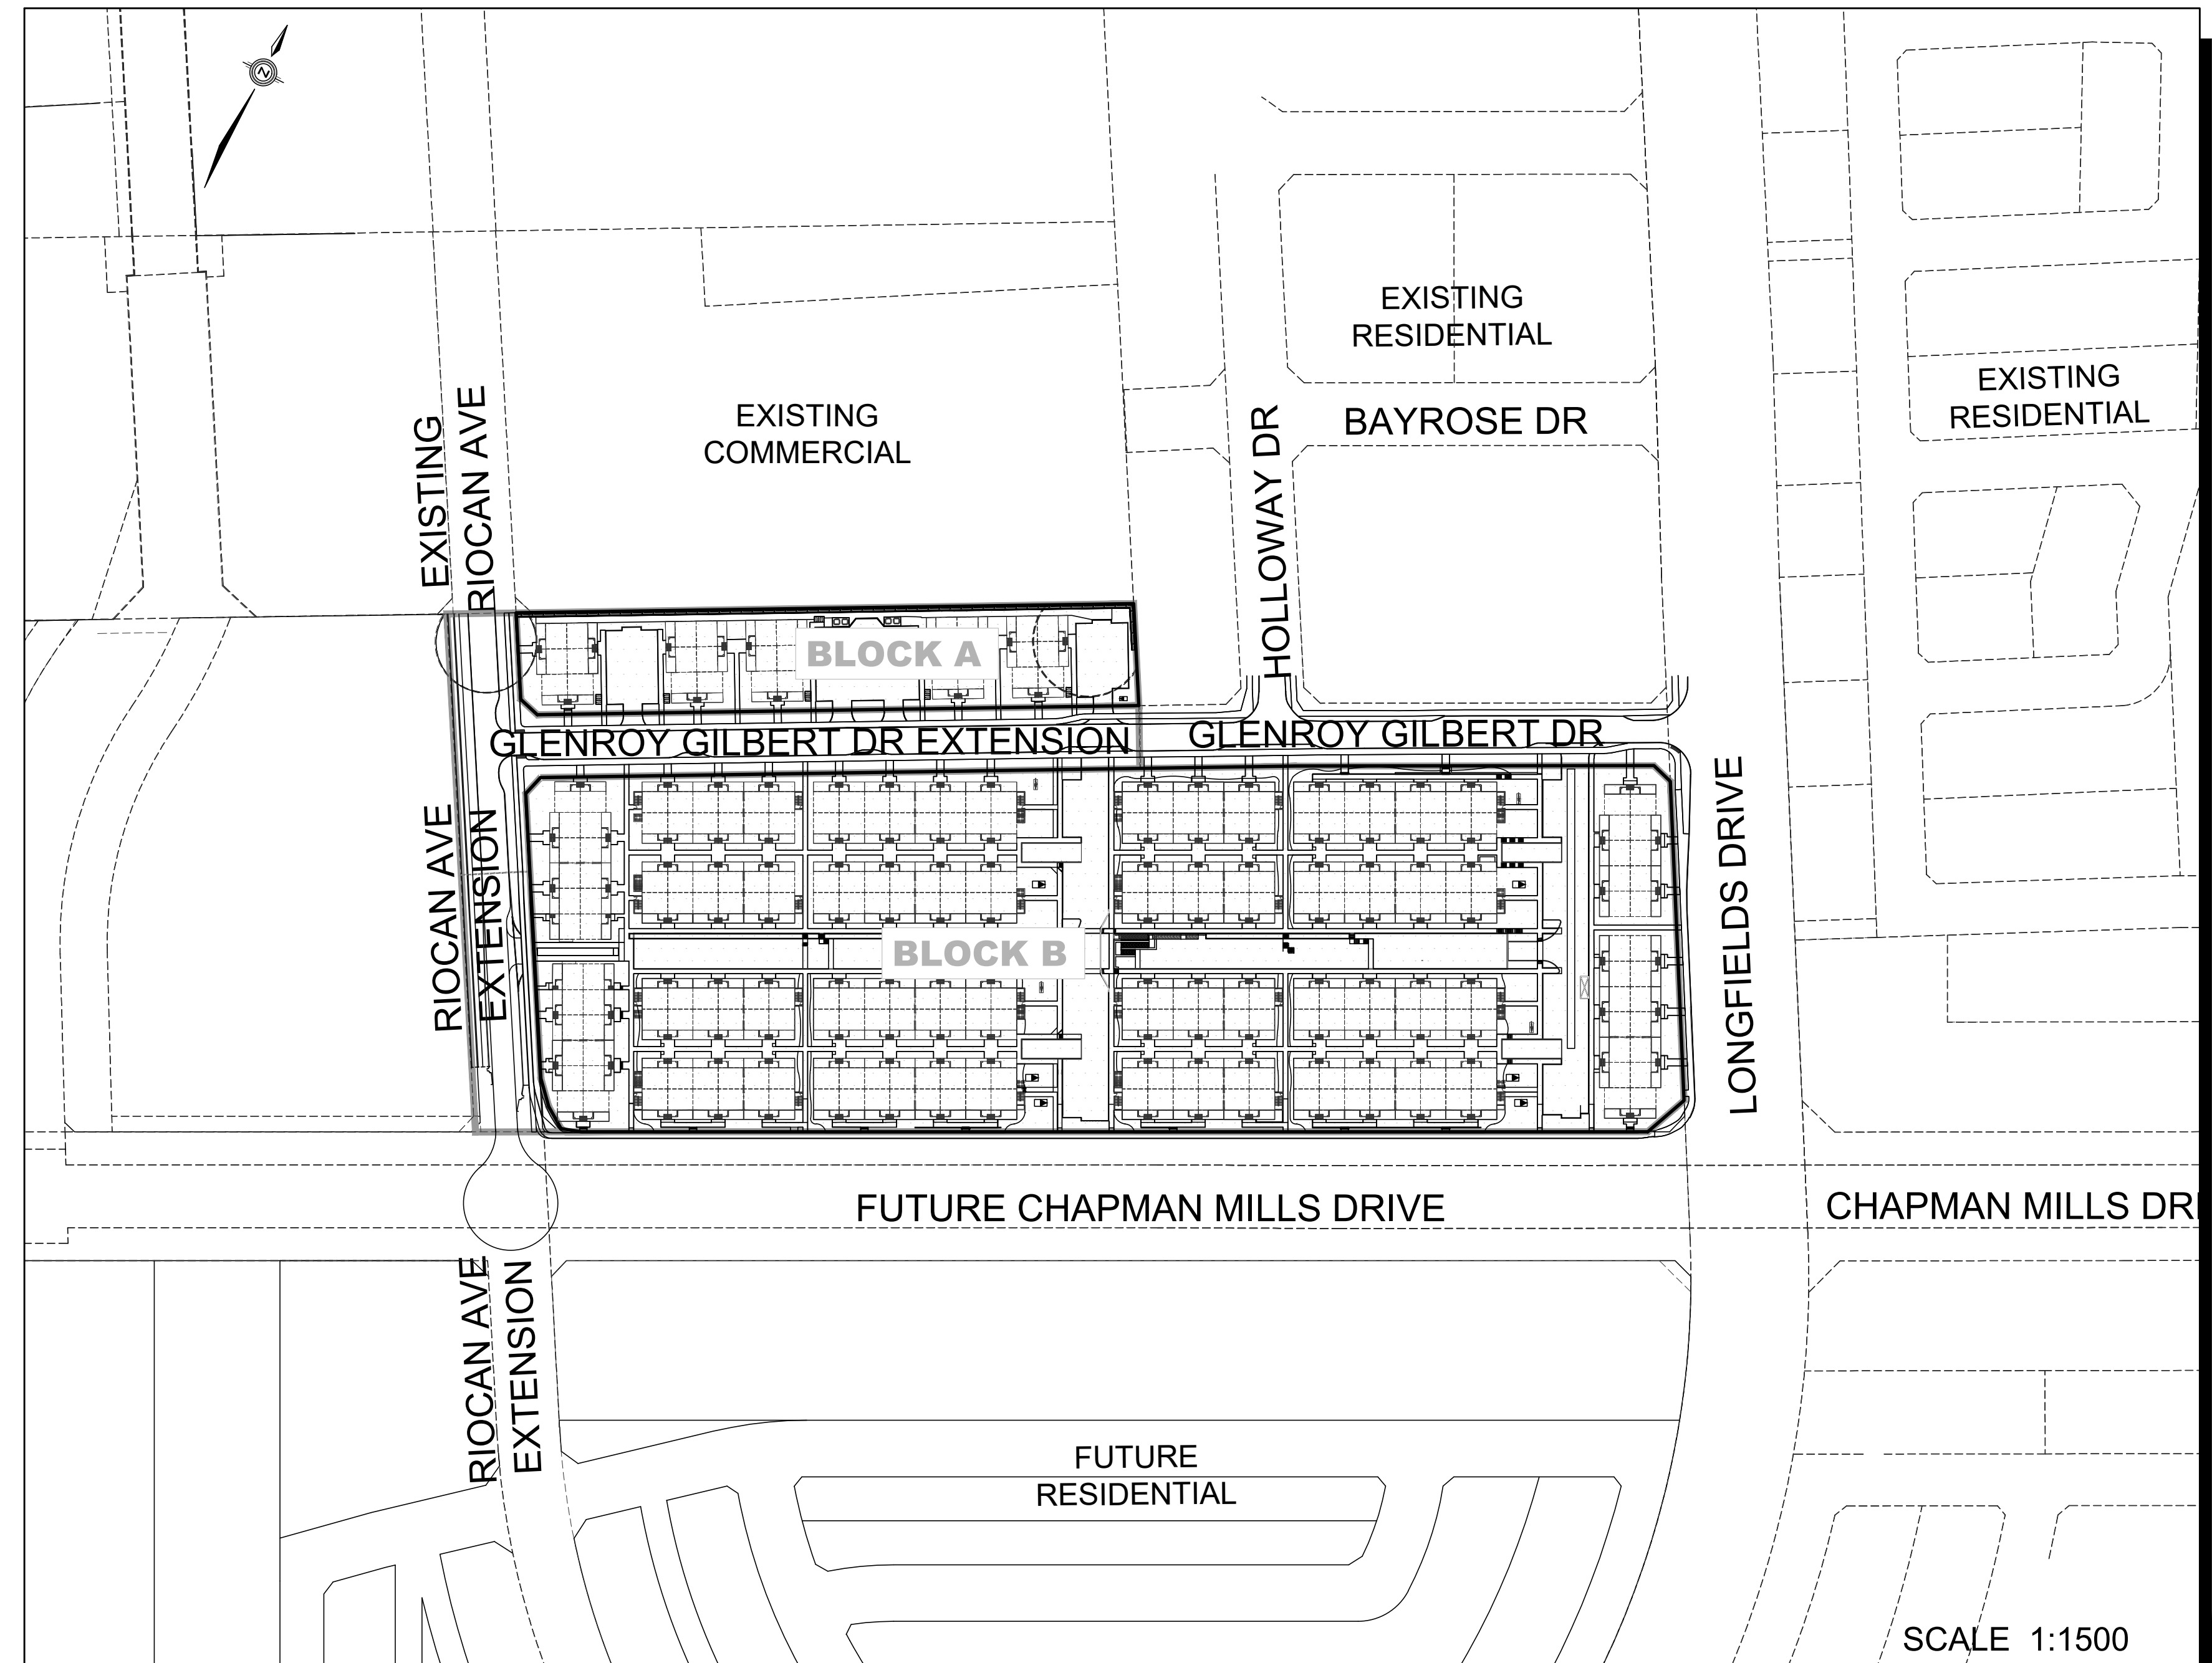 N
EXISTING
RESIDENTIAL
EXISTING
RESIDENTIAL
EXISTING
COMMERCIAL
BAYROSE DR
HOLLOWAY DR
EXISTING
RIOCAN AVE
BLOCK A
GLENROY GILBERT DR EXTENSION
GLENROY GILBERT DR
RIOCAN AVE
EXTENSION
BLOCK B
LONGFIELDS DRIVE
FUTURE CHAPMAN MILLS DRIVE
CHAPMAN MILLS DRI
RIOCAN AVE
EXTENSION
FUTURE
RESIDENTIAL
SCALE 1:1500